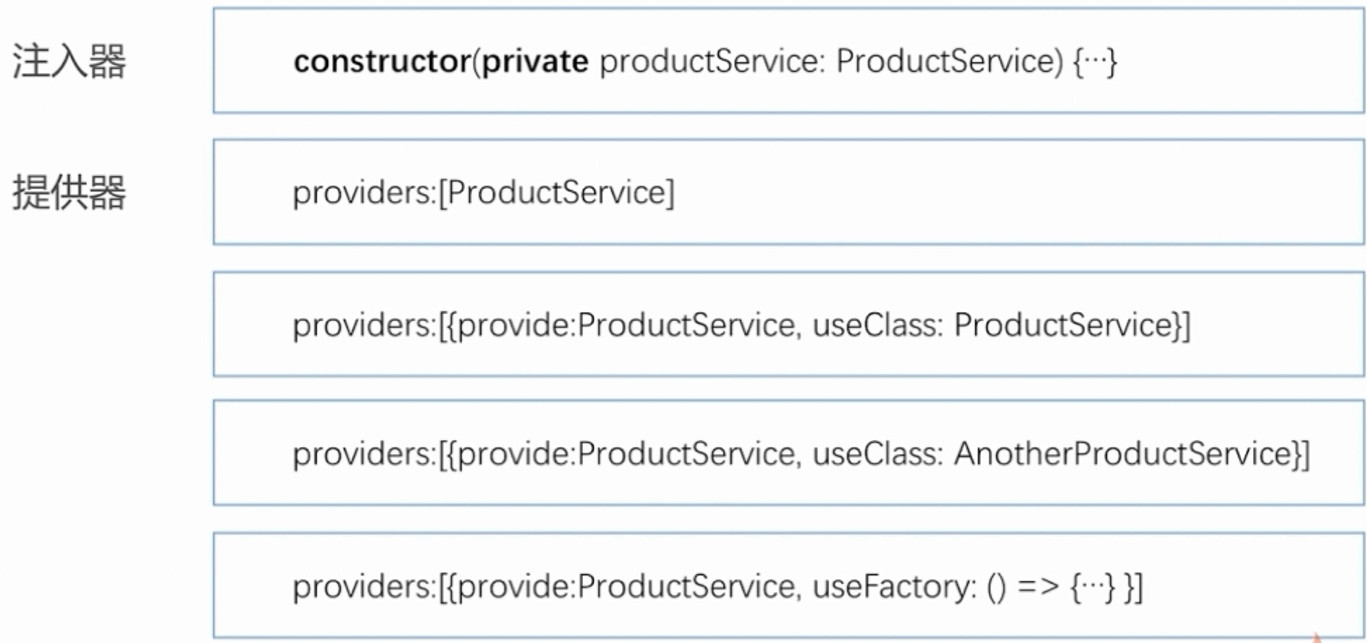 注入器
constructor(private productService: ProductService) {···}
提供器
providers:[ProductService]
providers:[{provide:ProductService, useClass: ProductService}]
providers:[{provide:ProductService, useClass: AnotherProductService}]
providers:[{provide:ProductService, useFactory: () => {···} }]